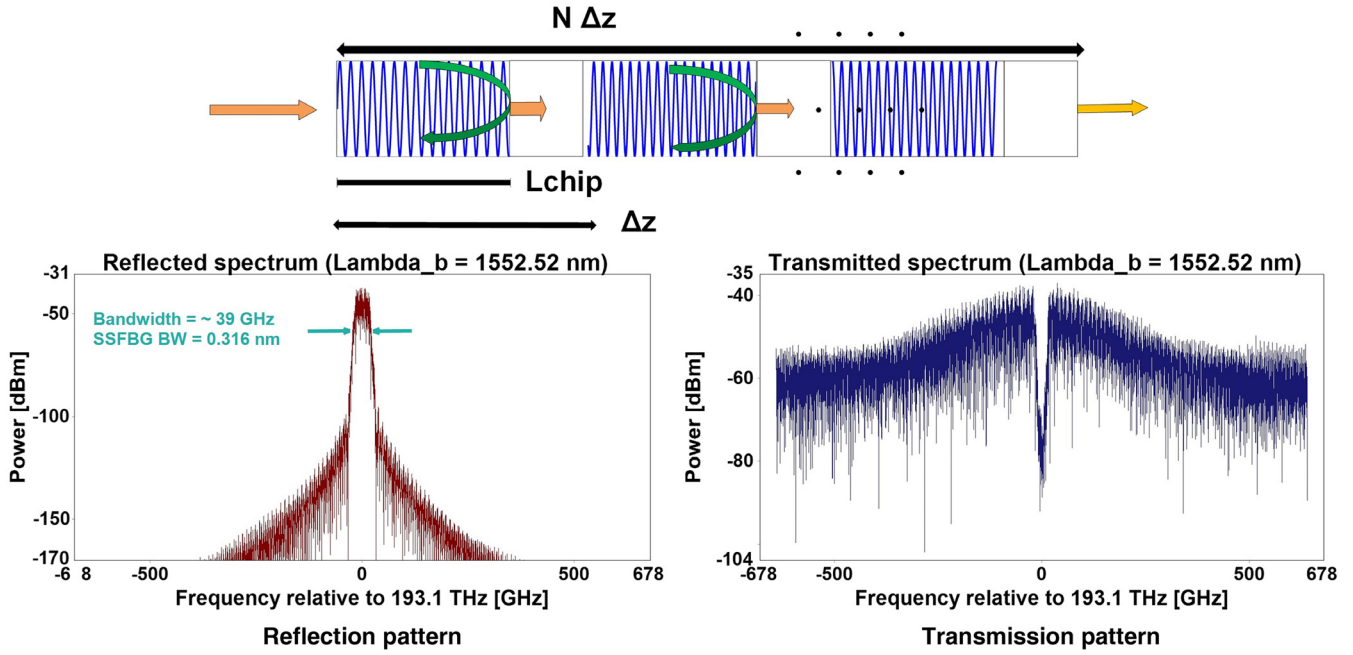 N Δz
Lchip
Δz
Reflected spectrum (Lambda_b = 1552.52 nm)
-31
-50
-100
-150
-170
Power [dBm]
Bandwidth = ~ 39 GHz
SSFBG BW = 0.316 nm
-6 8
-500
0
500
678
Frequency relative to 193.1 THz [GHz]
Reflection pattern
Transmitted spectrum (Lambda_b = 1552.52 nm)
-35
-40
-60
-80
-104
Power [dBm]
-678
-500
0
500
678
Frequency relative to 193.1 THz [GHz]
Transmission pattern